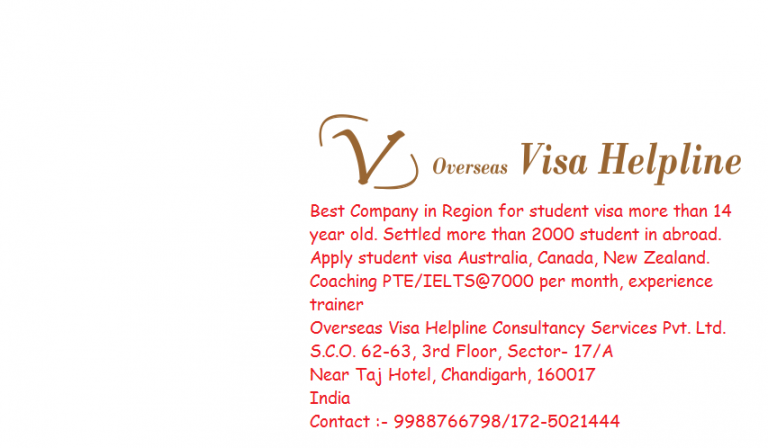 V Overseas Visa Helpline
Best Company in Region for student visa more than 14
year old. Settled more than 2000 student in abroad.
Apply student visa Australia, Canada, New Zealand.
Coaching PTE/IELTS@7000 per month, experience
trainer
Overseas Visa Helpline Consultancy Services Pvt. Ltd.
S.C.O. 62-63, 3rd Floor, Sector- 17/A
Near Taj Hotel, Chandigarh, 160017
India
Contact :- 9988766798/172-5021444